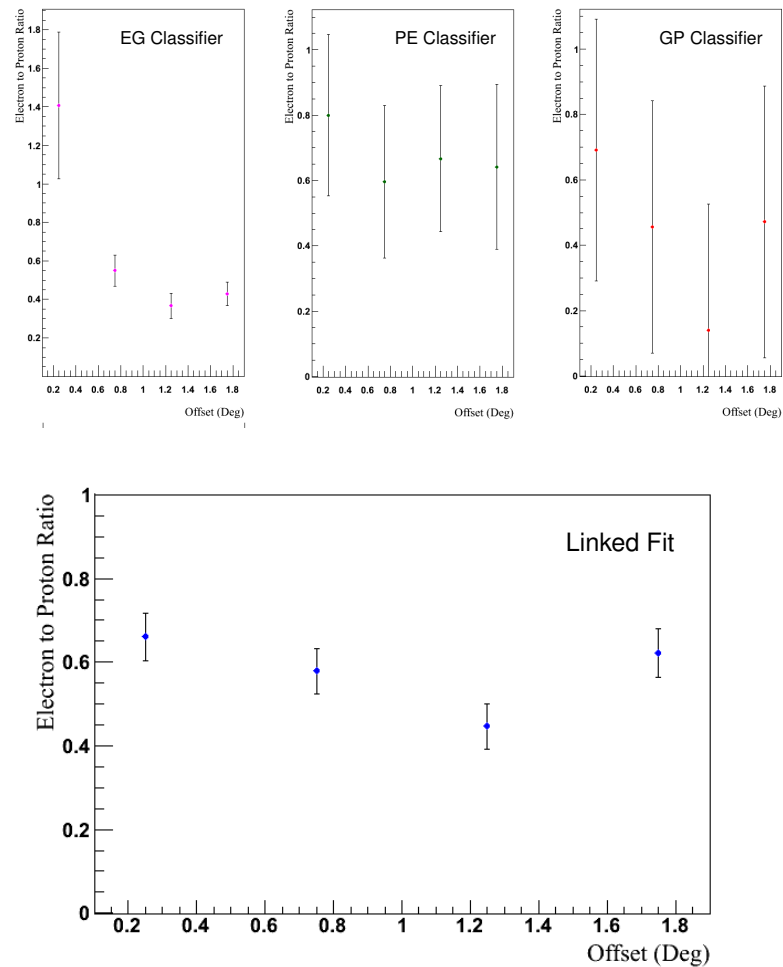 EG Classifier
Electron to Proton Ratio
1.8
1.6
1.4
1.2
1
0.8
0.6
0.4
0.2
0.2 0.4 0.6 0.8 1 1.2 1.4 1.6 1.8
Offset (Deg)
PE Classifier
Electron to Proton Ratio
1
0.8
0.6
0.4
0.2
0
0.2 0.4 0.6 0.8 1 1.2 1.4 1.6 1.8
Offset (Deg)
GP Classifier
Electron to Proton Ratio
1
0.8
0.6
0.4
0.2
0
0.2 0.4 0.6 0.8 1 1.2 1.4 1.6 1.8
Offset (Deg)
Linked Fit
Electron to Proton Ratio
1
0.8
0.6
0.4
0.2
0
0.2 0.4 0.6 0.8 1 1.2 1.4 1.6 1.8
Offset (Deg)